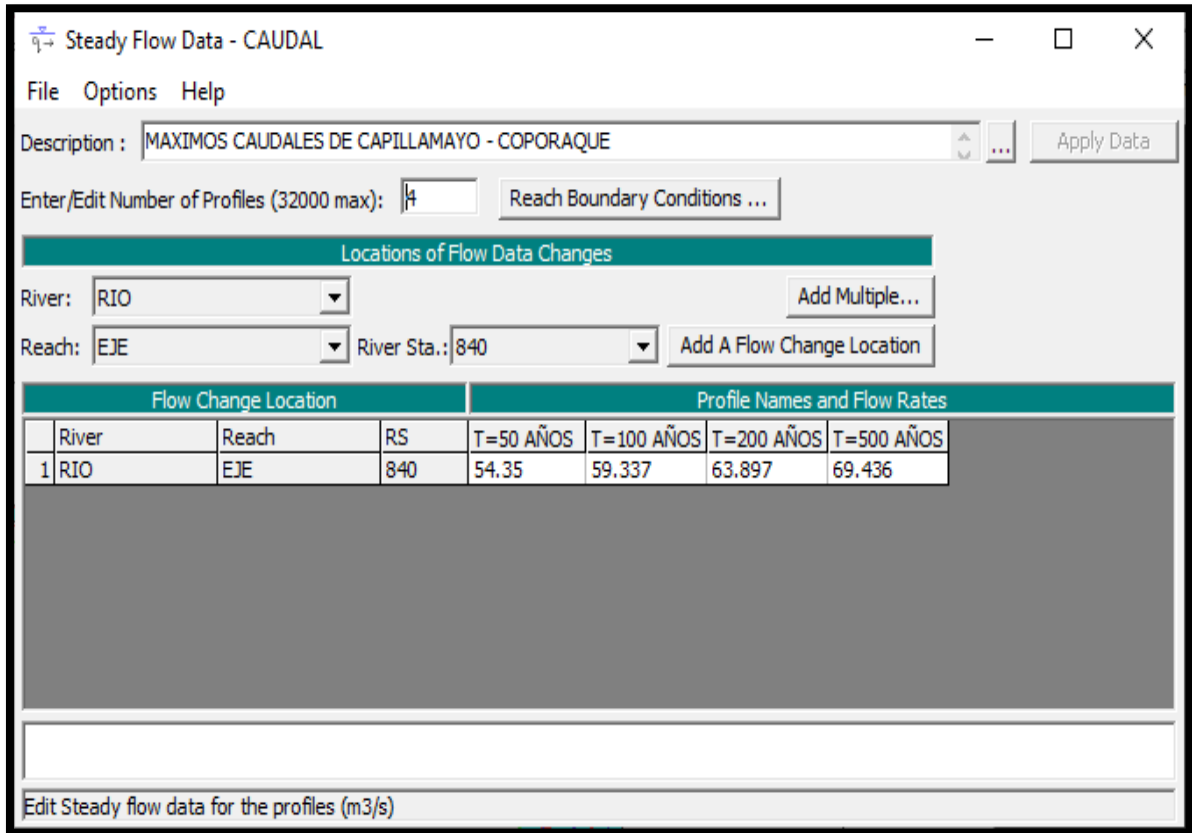 Steady Flow Data - CAUDAL
File Options Help
Description : MAXIMOS CAUDALES DE CAPILLAMAYO - COPORAQUE ... Apply Data
Enter/Edit Number of Profiles (32000 max): 4 Reach Boundary Conditions ...
Locations of Flow Data Changes
River: RIO Add Multiple...
Reach: EJE River Sta.: 840 Add A Flow Change Location
Flow Change Location Profile Names and Flow Rates
River Reach RS T=50 AÑOS T=100 AÑOS T=200 AÑOS T=500 AÑOS
1 RIO EJE 840 54.35 59.337 63.897 69.436
Edit Steady flow data for the profiles (m3/s)